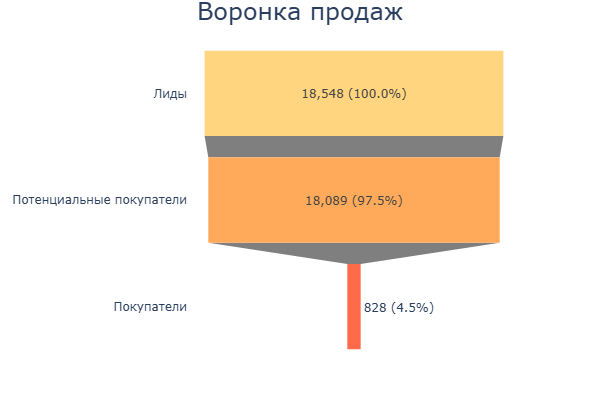 Воронка продаж
Лиды
18,548 (100.0%)
Потенциальные покупатели
18,089 (97.5%)
Покупатели
828 (4.5%)